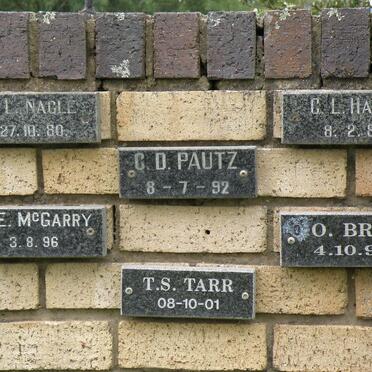 L. NAGLE
27.10.80
G. L. HA
8.2.8
C. D. PAUTZ
8-7-92
E. McGARRY
3.8.96
O. BR
4.10.9
T.S. TARR
08-10-01